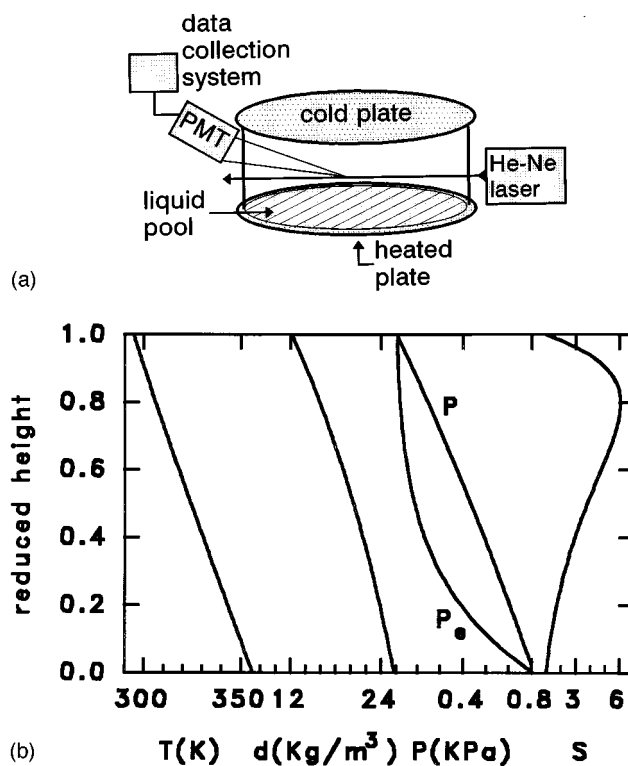 data
collection
system
PMT
cold plate
He-Ne
laser
liquid
pool
heated
plate
(a)
1.0
0.8
0.6
0.4
0.2
0.0
reduced height
P
Pe
300 350 12 24 0.4 0.8 3 6
T(K) d(Kg/m³) P(KPa) S
(b)